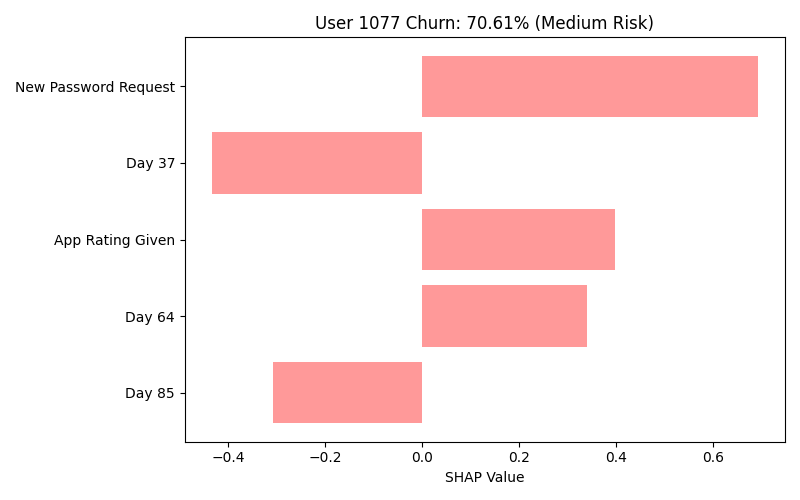 User 1077 Churn: 70.61% (Medium Risk)
New Password Request
Day 37
App Rating Given
Day 64
Day 85
−0.4 −0.2 0.0 0.2 0.4 0.6
SHAP Value